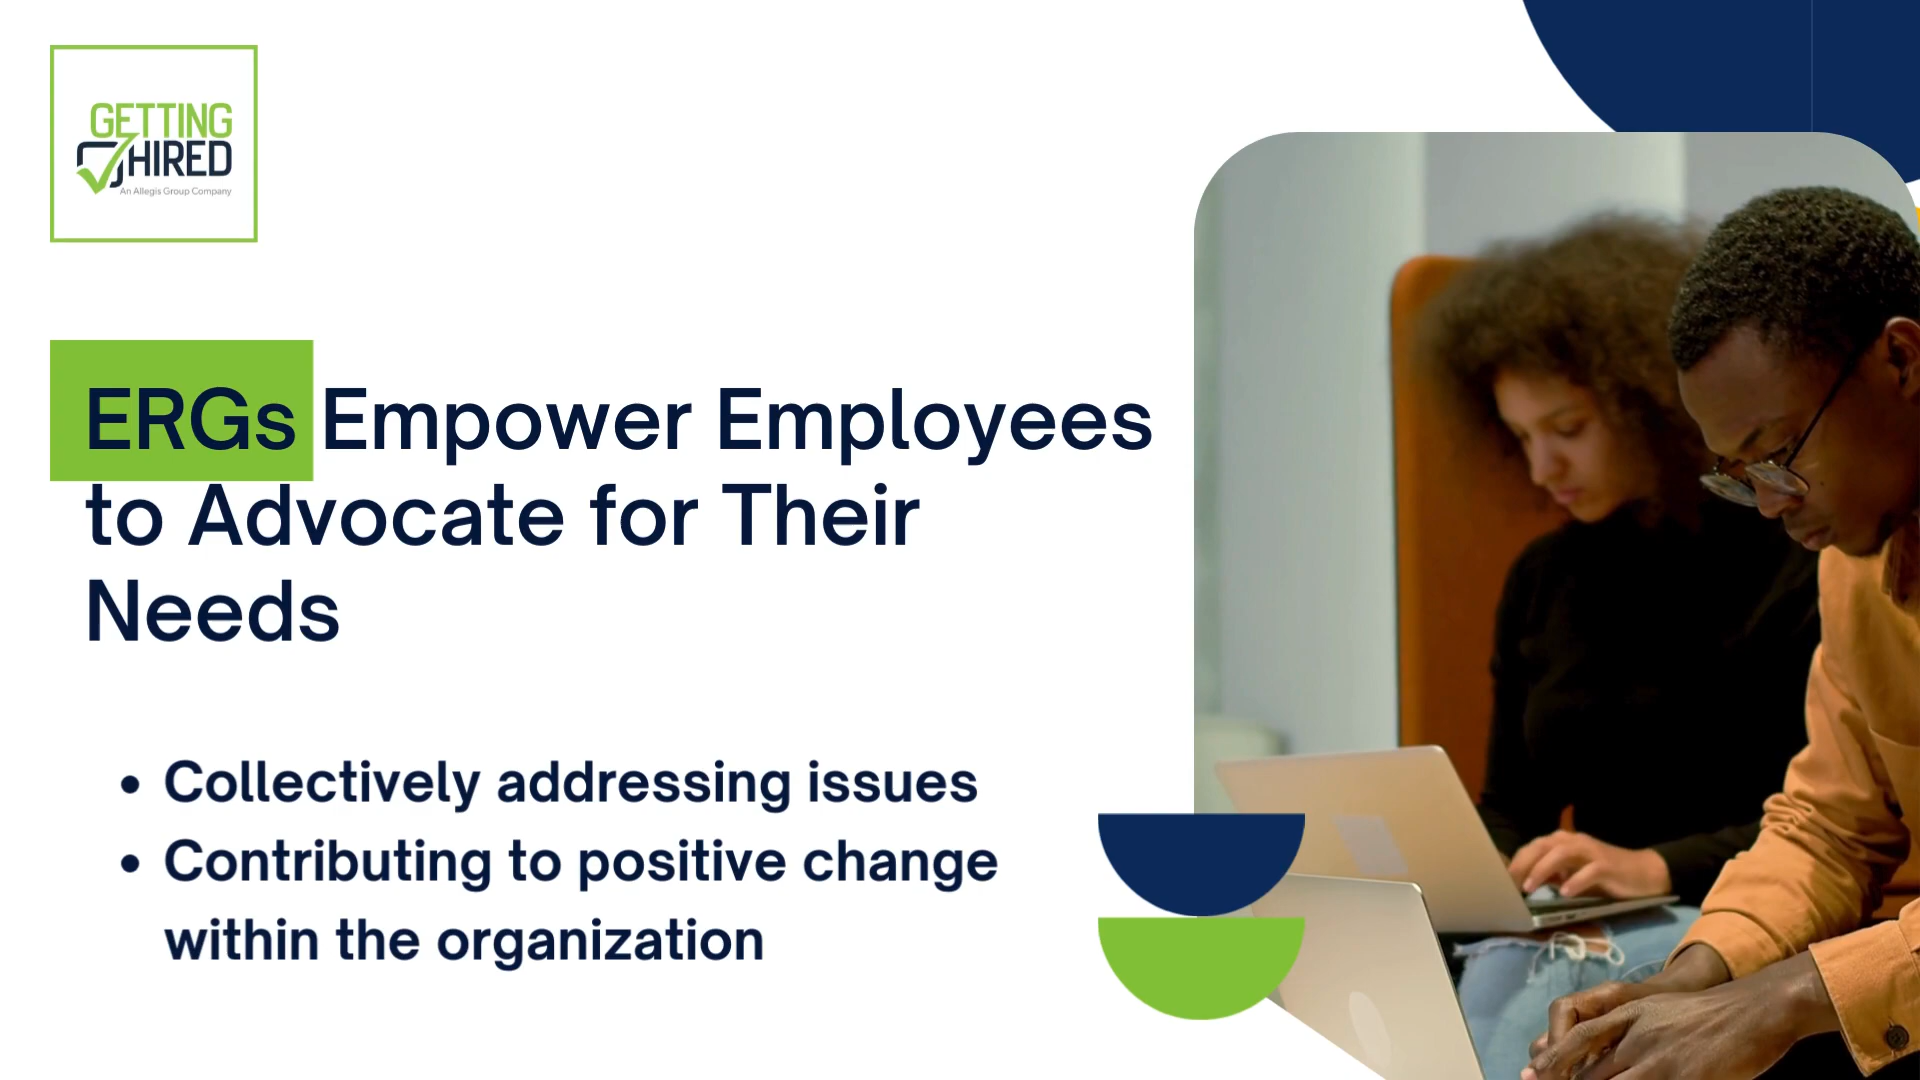 GETTING
HIRED
An Allegis Group Company
ERGs Empower Employees
to Advocate for Their
Needs
• Collectively addressing issues
• Contributing to positive change
within the organization